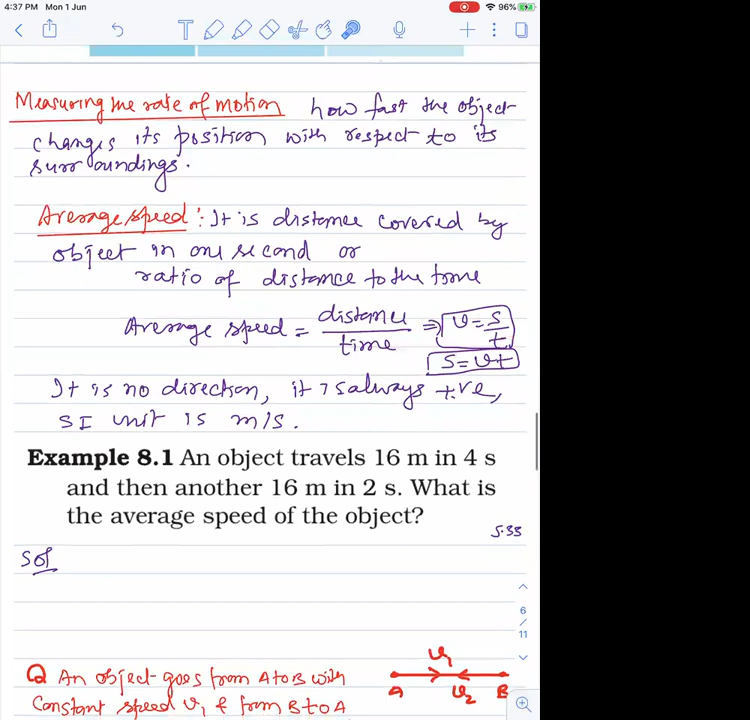 4:37 PM Mon 1 Jun
96%
Measuring the rate of motion how fast the object
changes its position with respect to its
surroundings.
Average speed: It is distance covered by
object in one second or
ratio of distance to the time
Average speed = distance/time ⇒ v = s/t
s = vt
It is no direction, it is always +ve,
SI unit is m/s.
Example 8.1 An object travels 16 m in 4 s
and then another 16 m in 2 s. What is
the average speed of the object?
5.33
Sol
6
/
11
Q An object goes from A to B with
Constant speed v₁ & from B to A
v₁
A v₂ B